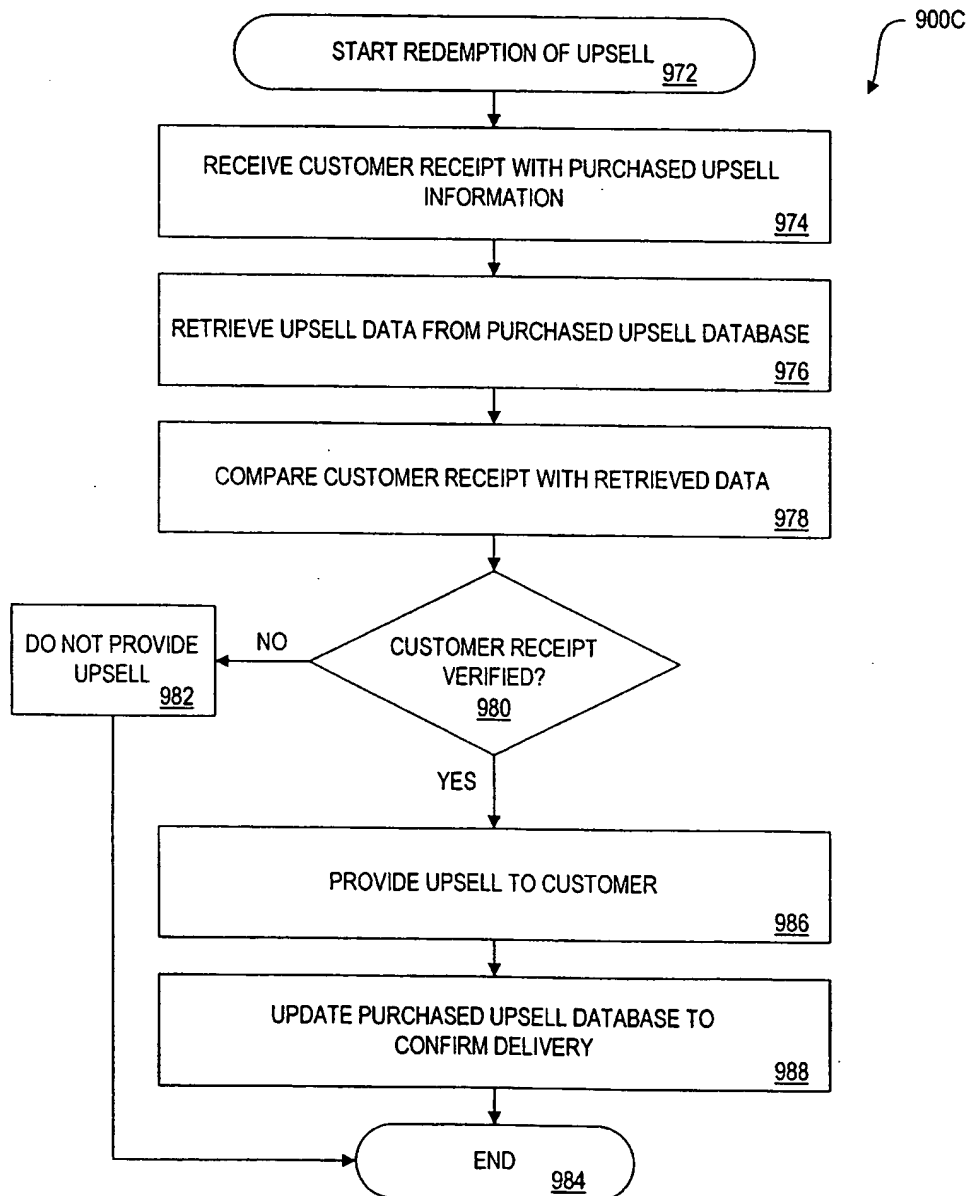 900C
START REDEMPTION OF UPSELL
972
RECEIVE CUSTOMER RECEIPT WITH PURCHASED UPSELL
INFORMATION
974
RETRIEVE UPSELL DATA FROM PURCHASED UPSELL DATABASE
976
COMPARE CUSTOMER RECEIPT WITH RETRIEVED DATA
978
DO NOT PROVIDE
UPSELL
982
NO
CUSTOMER RECEIPT
VERIFIED?
980
YES
PROVIDE UPSELL TO CUSTOMER
986
UPDATE PURCHASED UPSELL DATABASE TO
CONFIRM DELIVERY
988
END
984